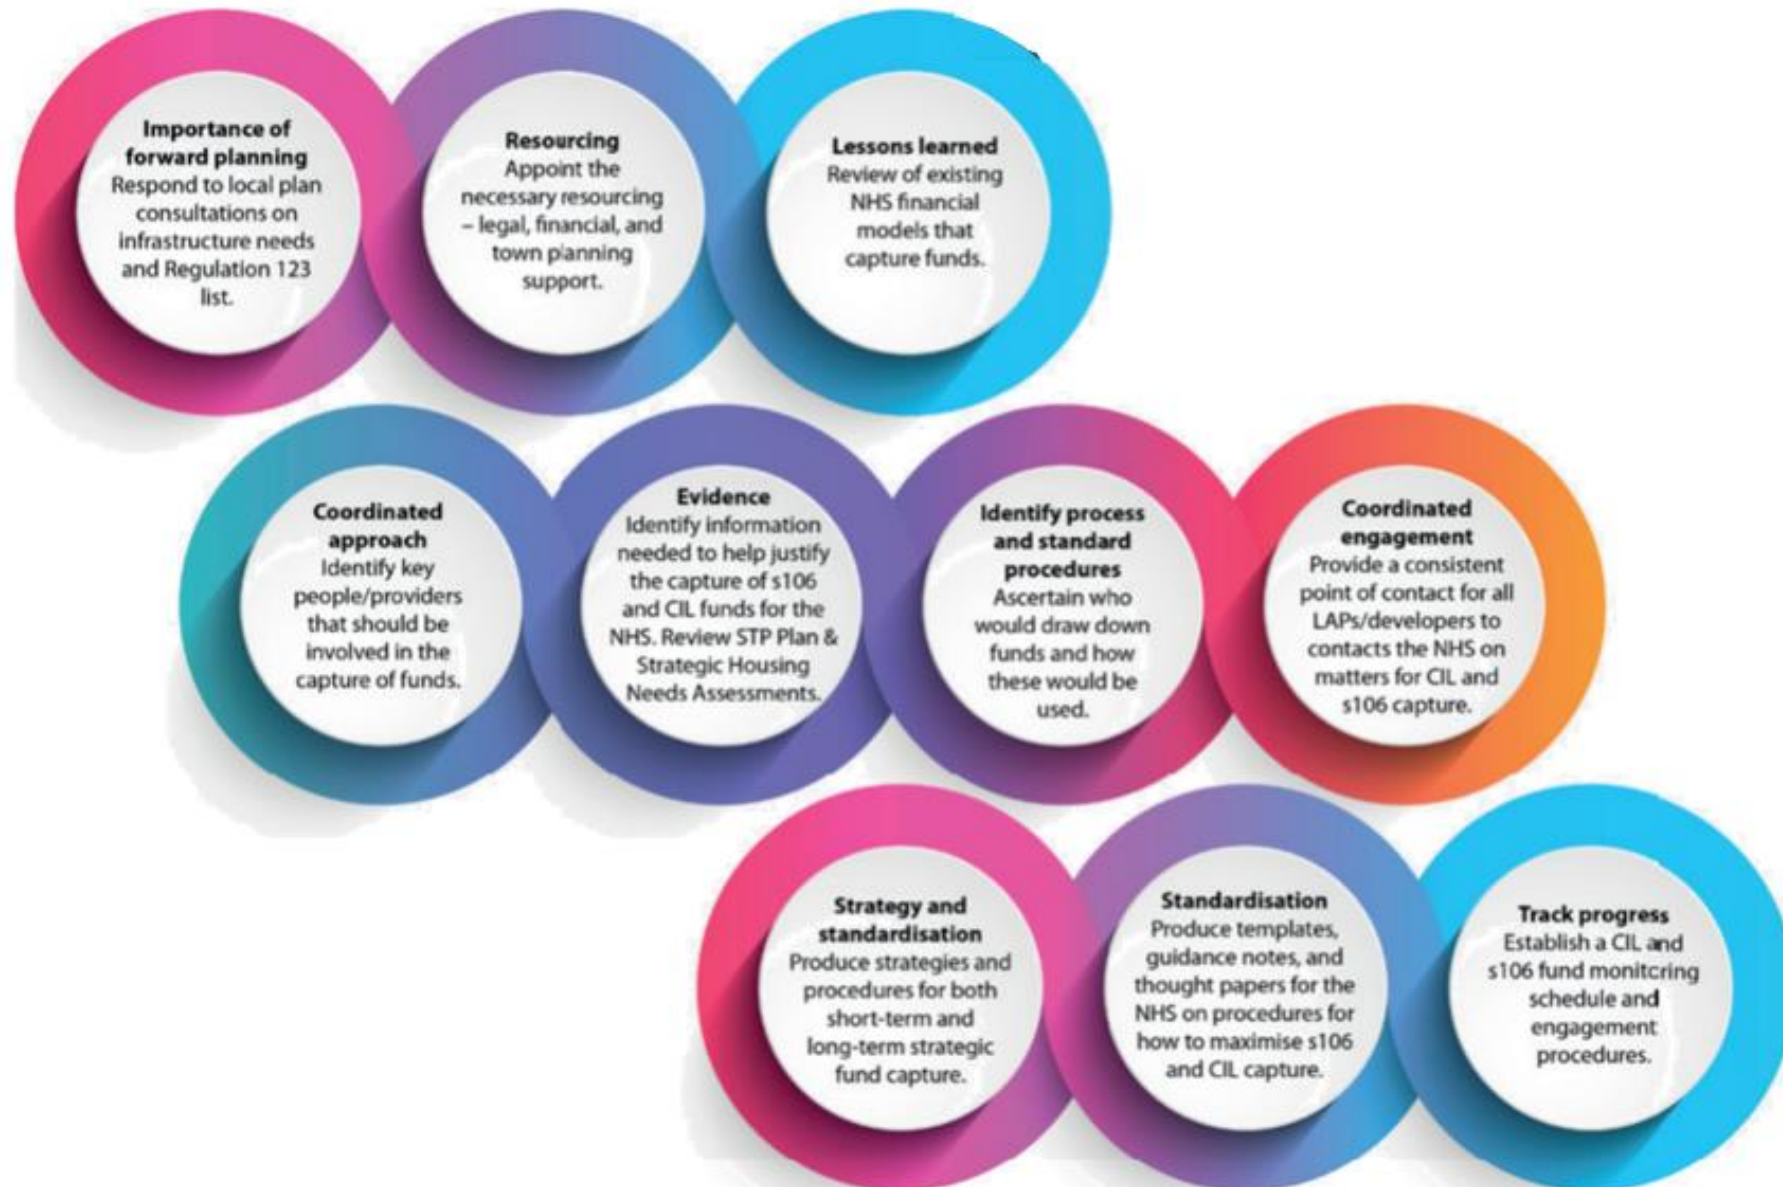 Importance of
forward planning
Respond to local plan
consultations on
infrastructure needs
and Regulation 123
list.
Resourcing
Appoint the
necessary resourcing
– legal, financial, and
town planning
support.
Lessons learned
Review of existing
NHS financial
models that
capture funds.
Coordinated
approach
Identify key
people/providers
that should be
involved in the
capture of funds.
Evidence
Identify information
needed to help justify
the capture of s106
and CIL funds for the
NHS. Review STP Plan &
Strategic Housing
Needs Assessments.
Identify process
and standard
procedures
Ascertain who
would draw down
funds and how
these would be
used.
Coordinated
engagement
Provide a consistent
point of contact for all
LAPs/developers to
contacts the NHS on
matters for CIL and
s106 capture.
Strategy and
standardisation
Produce strategies and
procedures for both
short-term and
long-term strategic
fund capture.
Standardisation
Produce templates,
guidance notes, and
thought papers for the
NHS on procedures for
how to maximise s106
and CIL capture.
Track progress
Establish a CIL and
s106 fund monitoring
schedule and
engagement
procedures.